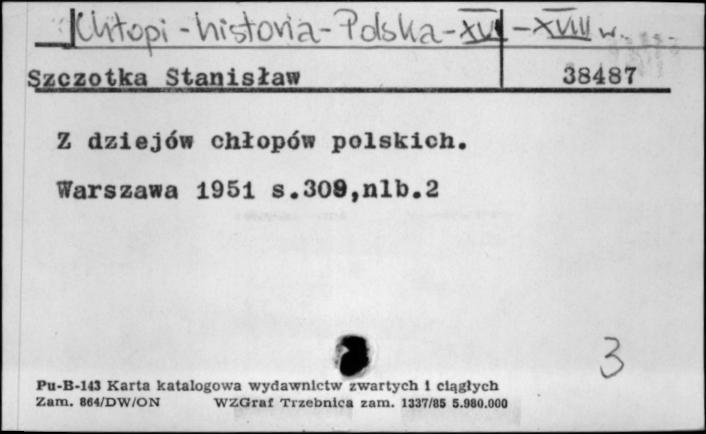 Chłopi - historia - Polska - XVI - XVIII w.
Szczotka Stanisław 38487
Z dziejów chłopów polskich.
Warszawa 1951 s.309,nlb.2
3
Pu-B-143 Karta katalogowa wydawnictw zwartych i ciągłych
Zam. 864/DW/ON WZGraf Trzebnica zam. 1337/85 5.980.000